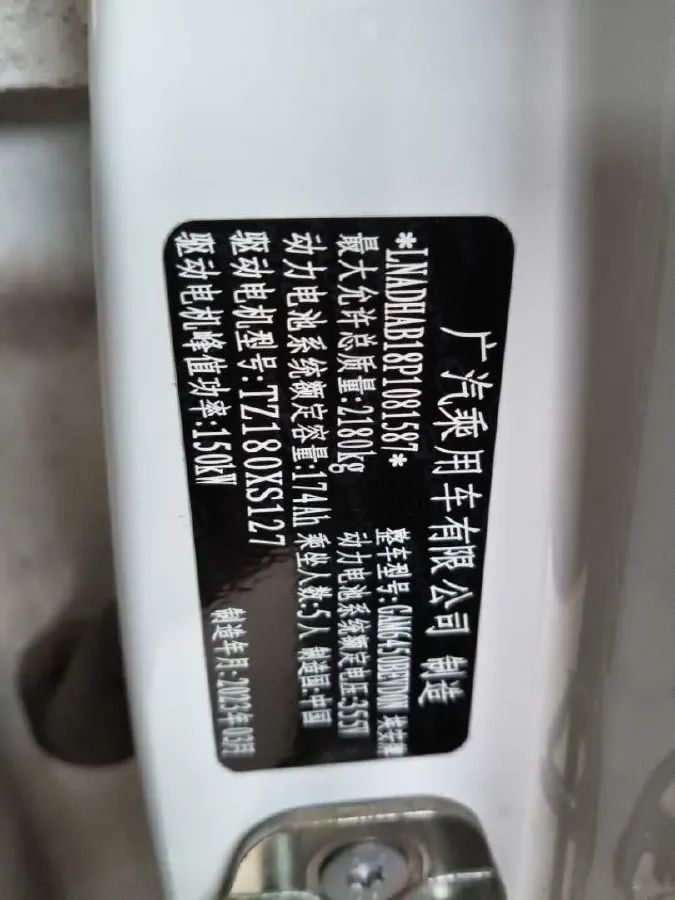 广汽乘用车有限公司 制造
*LNADHAB18P1081587* 整车型号:GAM6450BEVD0N 埃安牌
最大允许总质量:2180kg 动力电池系统额定电压:355V
动力电池系统额定容量:174Ah 乘坐人数:5人 制造国:中国
驱动电机型号:TZ180XS127
驱动电机峰值功率:150kW 制造年月:2023年03月